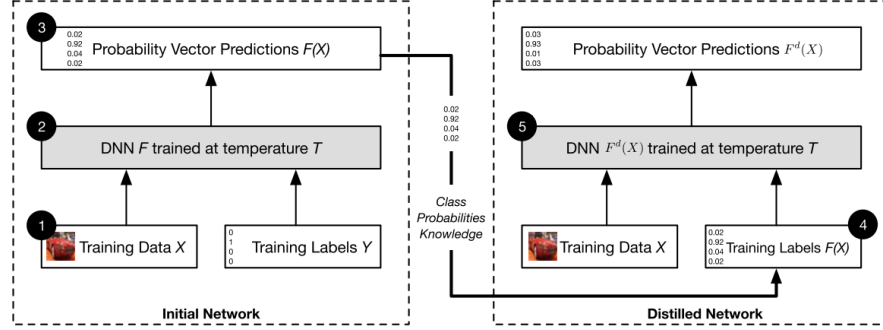 3
0.02
0.92
0.04
0.02
Probability Vector Predictions F(X)
2
DNN F trained at temperature T
1
Training Data X
0
1
0
0
Training Labels Y
Initial Network
0.02
0.92
0.04
0.02
Class
Probabilities
Knowledge
0.03
0.93
0.01
0.03
Probability Vector Predictions F^d(X)
5
DNN F^d(X) trained at temperature T
Training Data X
4
0.02
0.92
0.04
0.02
Training Labels F(X)
Distilled Network